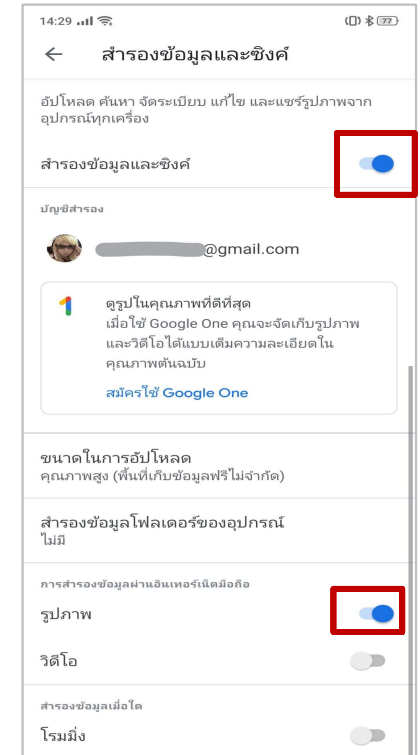 14:29
77
สำรองข้อมูลและซิงค์
อัปโหลด ค้นหา จัดระเบียบ แก้ไข และแชร์รูปภาพจาก
อุปกรณ์ทุกเครื่อง
สำรองข้อมูลและซิงค์
บัญชีสำรอง
@gmail.com
ดูรูปในคุณภาพที่ดีที่สุด
เมื่อใช้ Google One คุณจะจัดเก็บรูปภาพ
และวิดีโอได้แบบเต็มความละเอียดใน
คุณภาพต้นฉบับ
สมัครใช้ Google One
ขนาดในการอัปโหลด
คุณภาพสูง (พื้นที่เก็บข้อมูลฟรีไม่จำกัด)
สำรองข้อมูลโฟลเดอร์ของอุปกรณ์
ไม่มี
การสำรองข้อมูลผ่านอินเทอร์เน็ตมือถือ
รูปภาพ
วิดีโอ
สำรองข้อมูลเมื่อใด
โรมมิ่ง